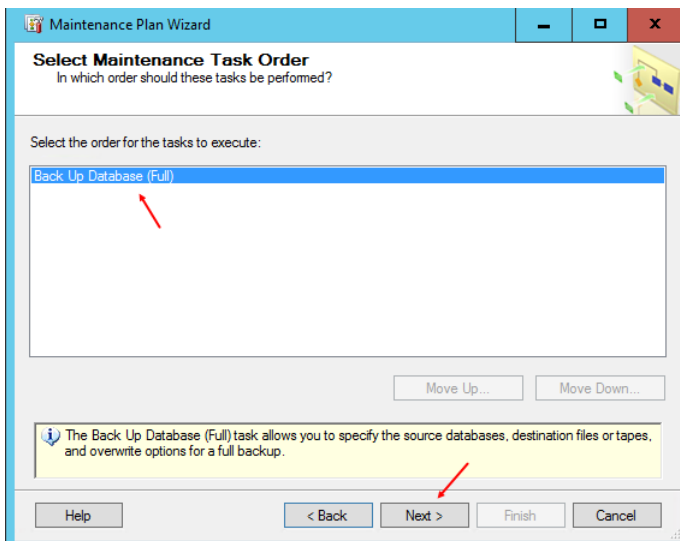 Maintenance Plan Wizard
Select Maintenance Task Order
In which order should these tasks be performed?
Select the order for the tasks to execute:
Back Up Database (Full)
Move Up...
Move Down...
The Back Up Database (Full) task allows you to specify the source databases, destination files or tapes,
and overwrite options for a full backup.
Help
< Back
Next >
Finish
Cancel